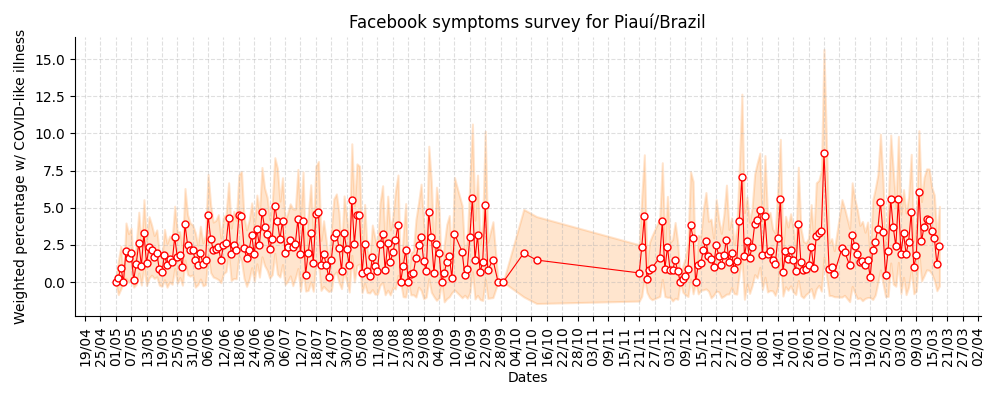 Facebook symptoms survey for Piauí/Brazil
Weighted percentage w/ COVID-like illness
15.0
12.5
10.0
7.5
5.0
2.5
0.0
19/04 25/04 01/05 07/05 13/05 19/05 25/05 31/05 06/06 12/06 18/06 24/06 30/06 06/07 12/07 18/07 24/07 30/07 05/08 11/08 17/08 23/08 29/08 04/09 10/09 16/09 22/09 28/09 04/10 10/10 16/10 22/10 28/10 03/11 09/11 15/11 21/11 27/11 03/12 09/12 15/12 21/12 27/12 02/01 08/01 14/01 20/01 26/01 01/02 07/02 13/02 19/02 25/02 03/03 09/03 15/03 21/03 27/03 02/04
Dates